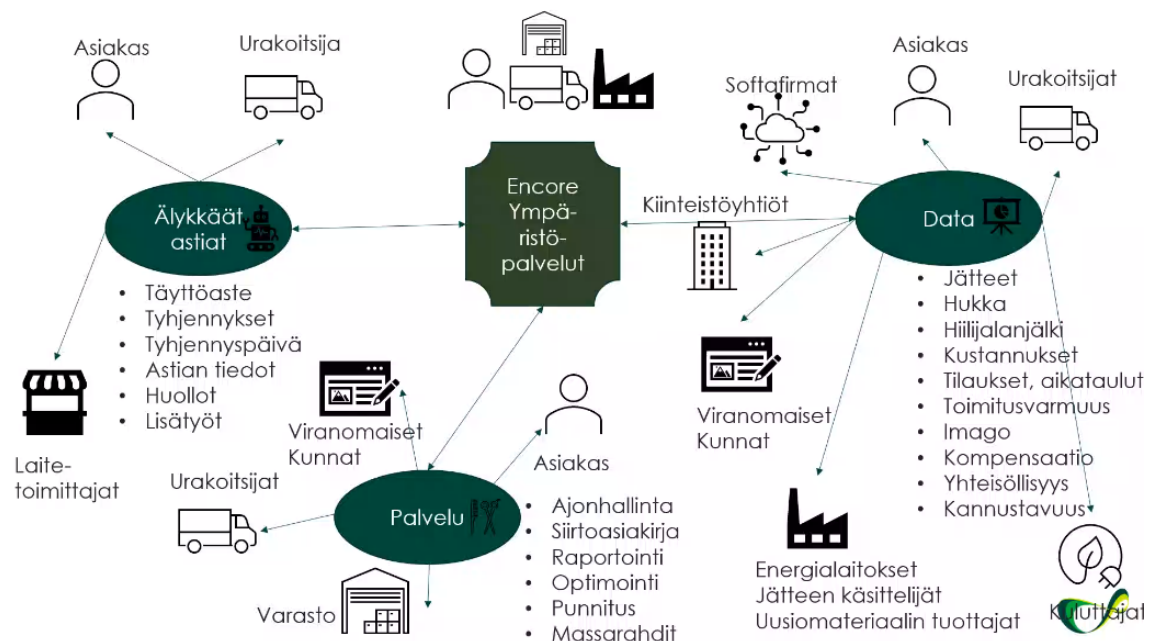 Asiakas
Urakoitsija
Älykkäät
astiat
• Täyttöaste
• Tyhjennykset
• Tyhjennyspäivä
• Astian tiedot
• Huollot
• Lisätyöt
Laite-
toimittajat
Encore
Ympä-
ristö-
palvelut
Viranomaiset
Kunnat
Asiakas
Urakoitsijat
Palvelu
Varasto
• Ajonhallinta
• Siirtoasiakirja
• Raportointi
• Optimointi
• Punnitus
• Massarahdit
Softafirmat
Asiakas
Urakoitsijat
Kiinteistöyhtiöt
Data
Viranomaiset
Kunnat
• Jätteet
• Hukka
• Hiilijalanjälki
• Kustannukset
• Tilaukset, aikataulut
• Toimitusvarmuus
• Imago
• Kompensaatio
• Yhteisöllisyys
• Kannustavuus
Energialaitokset
Jätteen käsittelijät
Uusiomateriaalin tuottajat
Kuluttajat